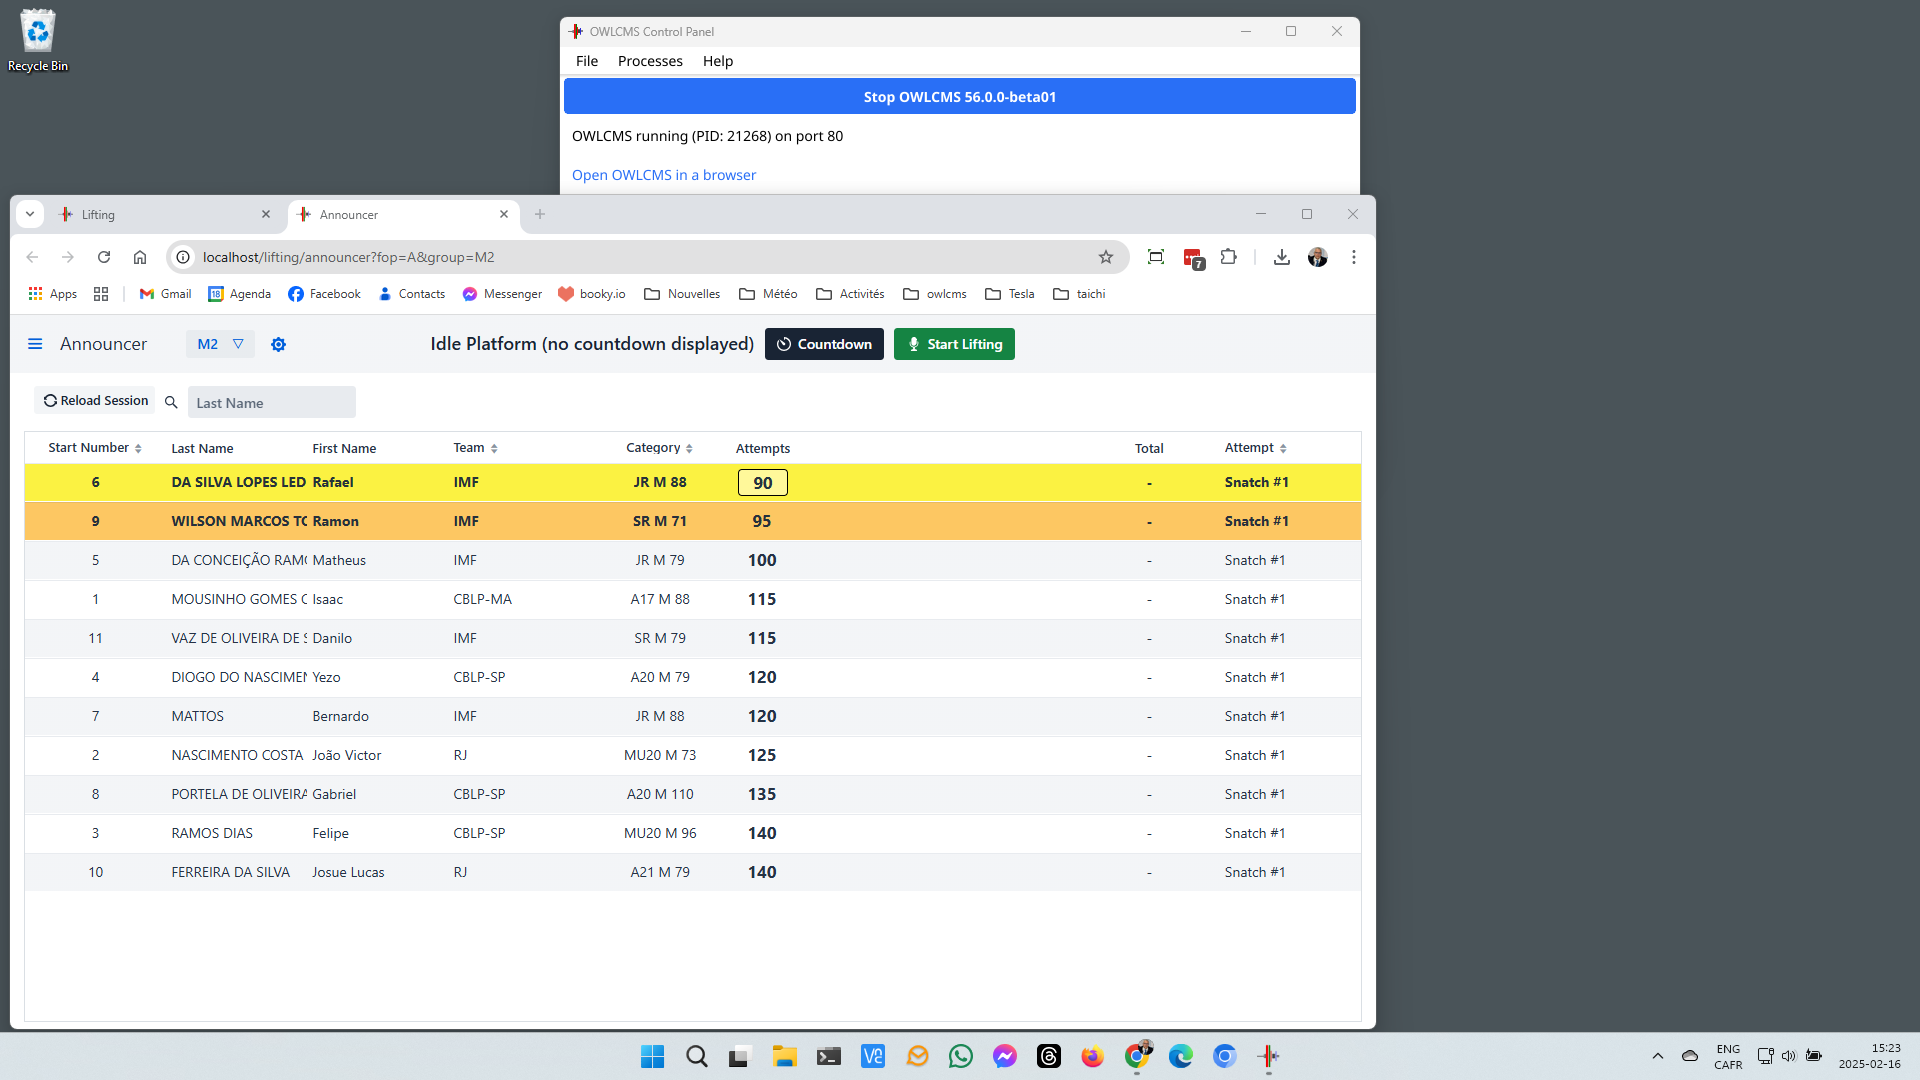 Recycle Bin
OWLCMS Control Panel
File Processes Help
Stop OWLCMS 56.0.0-beta01
OWLCMS running (PID: 21268) on port 80
Open OWLCMS in a browser
Lifting
Announcer
localhost/lifting/announcer?fop=A&group=M2
7
Apps Gmail 18 Agenda Facebook Contacts Messenger booky.io Nouvelles Météo Activités owlcms Tesla taichi
Announcer M2 Idle Platform (no countdown displayed) Countdown Start Lifting
Reload Session Last Name
Start Number Last Name First Name Team Category Attempts Total Attempt
6 DA SILVA LOPES LED Rafael IMF JR M 88 90 - Snatch #1
9 WILSON MARCOS TO Ramon IMF SR M 71 95 - Snatch #1
5 DA CONCEIÇÃO RAMO Matheus IMF JR M 79 100 - Snatch #1
1 MOUSINHO GOMES Isaac CBLP-MA A17 M 88 115 - Snatch #1
11 VAZ DE OLIVEIRA DE Danilo IMF SR M 79 115 - Snatch #1
4 DIOGO DO NASCIMEN Yezo CBLP-SP A20 M 79 120 - Snatch #1
7 MATTOS Bernardo IMF JR M 88 120 - Snatch #1
2 NASCIMENTO COSTA João Victor RJ MU20 M 73 125 - Snatch #1
8 PORTELA DE OLIVEIRA Gabriel CBLP-SP A20 M 110 135 - Snatch #1
3 RAMOS DIAS Felipe CBLP-SP MU20 M 96 140 - Snatch #1
10 FERREIRA DA SILVA Josue Lucas RJ A21 M 79 140 - Snatch #1
ENG
CAFR
15:23
2025-02-16